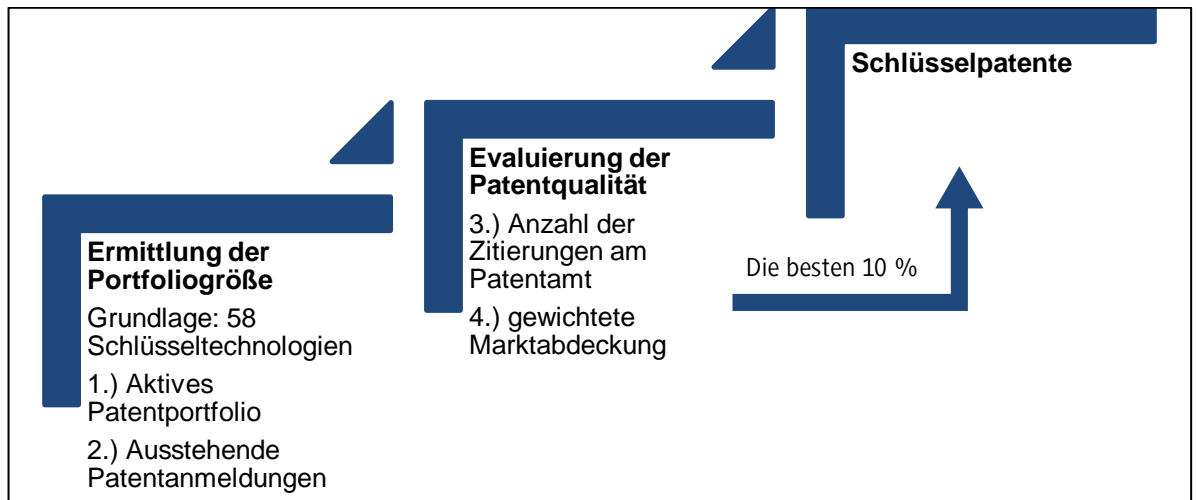 Ermittlung der
Portfoliogröße
Grundlage: 58
Schlüsseltechnologien
1.) Aktives
Patentportfolio
2.) Ausstehende
Patentanmeldungen
Evaluierung der
Patentqualität
3.) Anzahl der
Zitierungen am
Patentamt
4.) gewichtete
Marktabdeckung
Die besten 10 %
Schlüsselpatente